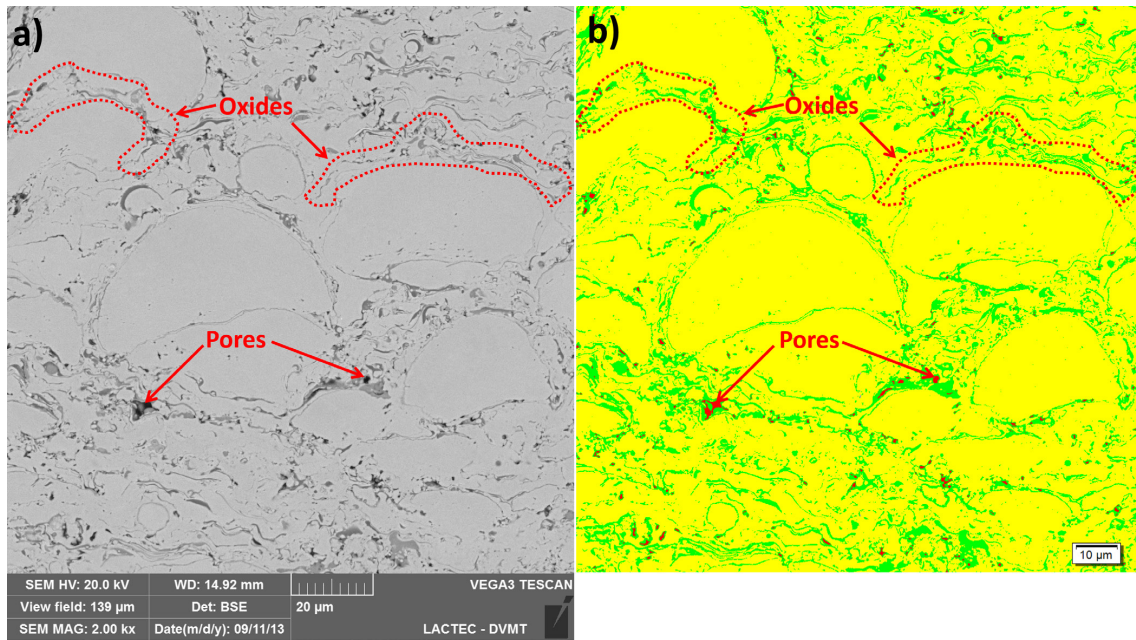 a)
Oxides
Pores
SEM HV: 20.0 kV
WD: 14.92 mm
VEGA3 TESCAN
View field: 139 µm
Det: BSE
20 µm
SEM MAG: 2.00 kx
Date(m/d/y): 09/11/13
LACTEC - DVMT
b)
Oxides
Pores
10 µm